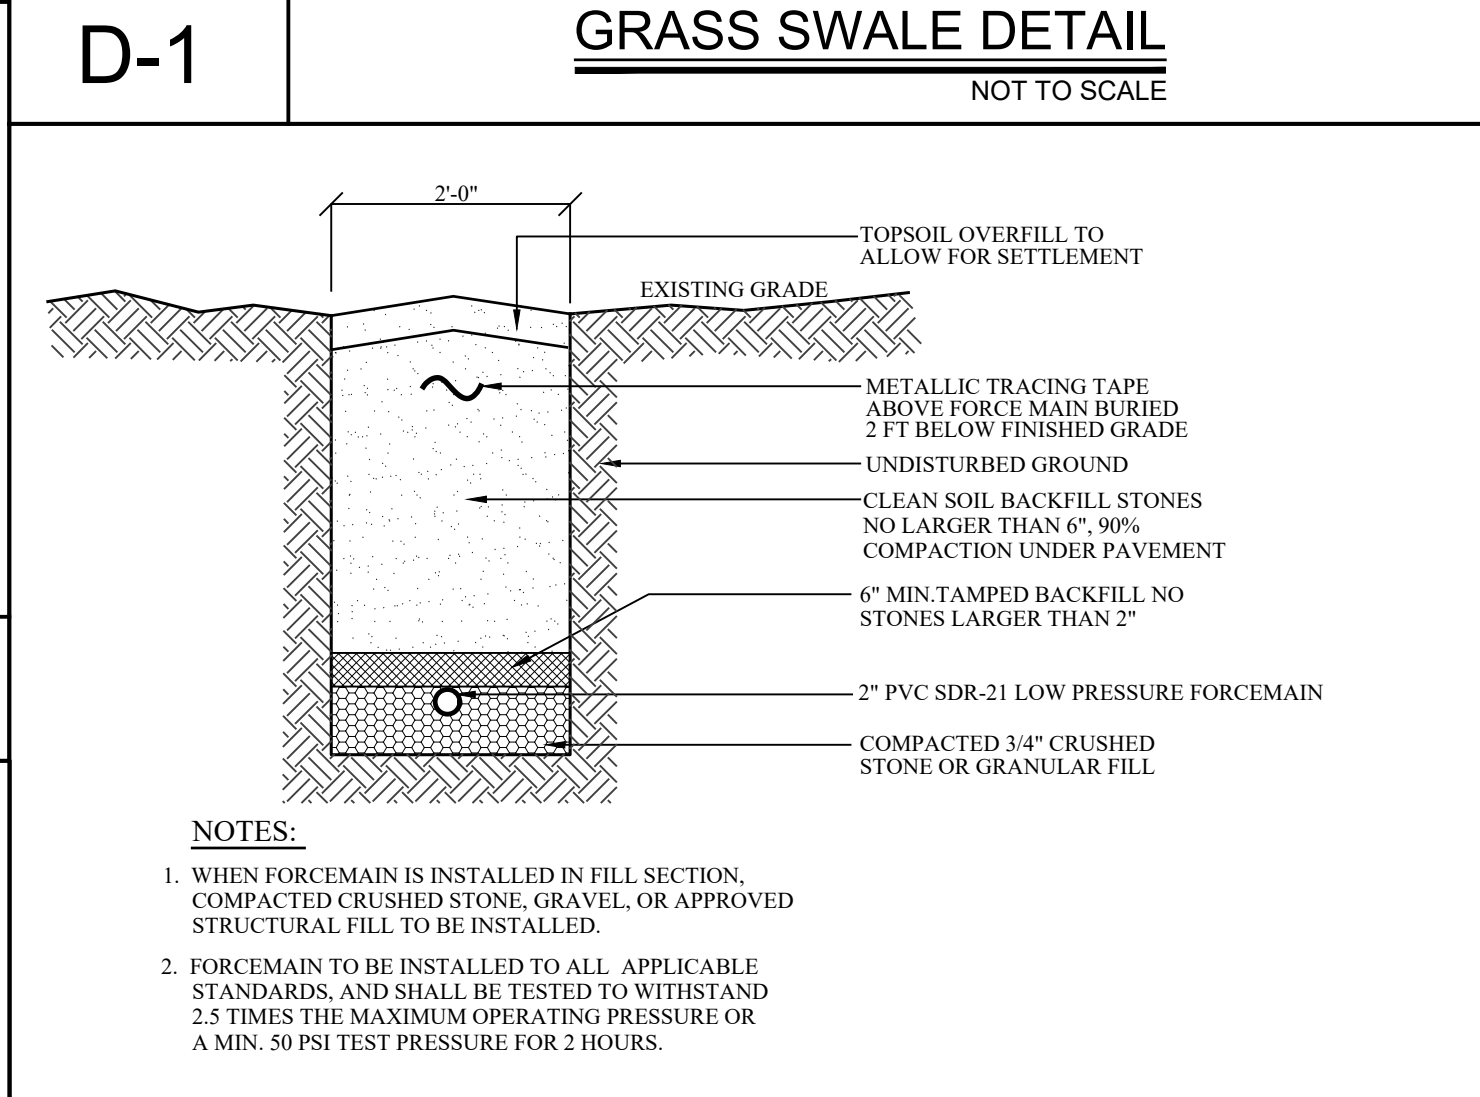 D-1
GRASS SWALE DETAIL
NOT TO SCALE
2'-0"
TOPSOIL OVERFILL TO
ALLOW FOR SETTLEMENT
EXISTING GRADE
METALLIC TRACING TAPE
ABOVE FORCE MAIN BURIED
2 FT BELOW FINISHED GRADE
UNDISTURBED GROUND
CLEAN SOIL BACKFILL STONES
NO LARGER THAN 6", 90%
COMPACTION UNDER PAVEMENT
6" MIN.TAMPED BACKFILL NO
STONES LARGER THAN 2"
2" PVC SDR-21 LOW PRESSURE FORCEMAIN
COMPACTED 3/4" CRUSHED
STONE OR GRANULAR FILL
NOTES:
1. WHEN FORCEMAIN IS INSTALLED IN FILL SECTION,
COMPACTED CRUSHED STONE, GRAVEL, OR APPROVED
STRUCTURAL FILL TO BE INSTALLED.
2. FORCEMAIN TO BE INSTALLED TO ALL APPLICABLE
STANDARDS, AND SHALL BE TESTED TO WITHSTAND
2.5 TIMES THE MAXIMUM OPERATING PRESSURE OR
A MIN. 50 PSI TEST PRESSURE FOR 2 HOURS.